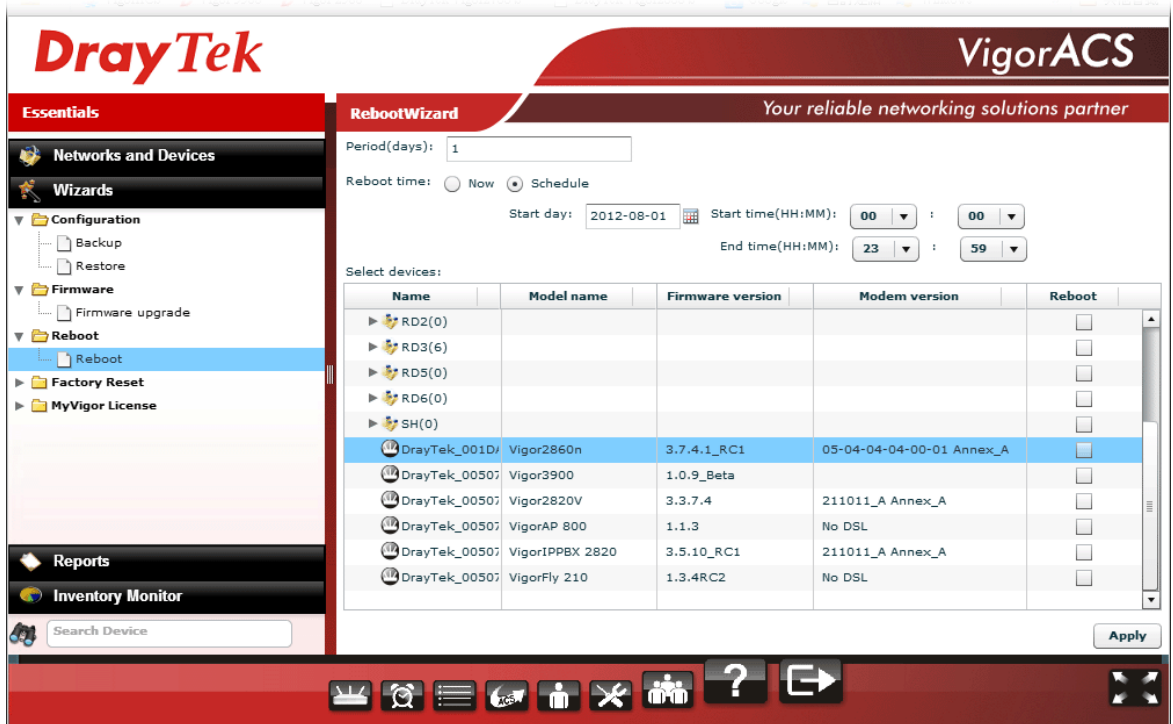 DrayTek
VigorACS
Essentials
RebootWizard
Your reliable networking solutions partner
Networks and Devices
Wizards
Configuration
Backup
Restore
Firmware
Firmware upgrade
Reboot
Reboot
Factory Reset
MyVigor License
Reports
Inventory Monitor
Search Device
Period(days): 1
Reboot time: Now Schedule
Start day: 2012-08-01 Start time(HH:MM): 00 : 00
End time(HH:MM): 23 : 59
Select devices:
Name Model name Firmware version Modem version Reboot
RD2(0)
RD3(6)
RD5(0)
RD6(0)
SH(0)
DrayTek_001DA Vigor2860n 3.7.4.1_RC1 05-04-04-04-00-01 Annex_A
DrayTek_00507 Vigor3900 1.0.9_Beta
DrayTek_00507 Vigor2820V 3.3.7.4 211011_A Annex_A
DrayTek_00507 VigorAP 800 1.1.3 No DSL
DrayTek_00507 VigorIPPBX 2820 3.5.10_RC1 211011_A Annex_A
DrayTek_00507 VigorFly 210 1.3.4RC2 No DSL
Apply
ACS
?